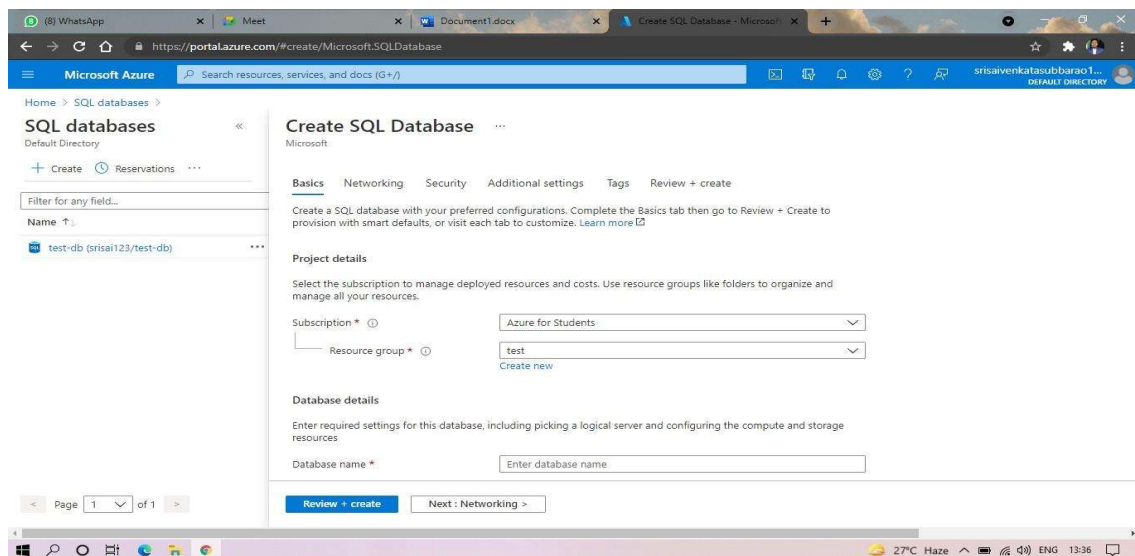 (8) WhatsApp
Meet
Document1.docx
Create SQL Database - Microsoft
https://portal.azure.com/#create/Microsoft.SQLDatabase
Microsoft Azure
Search resources, services, and docs (G+/)
srisaivenkatasubbarao1...
DEFAULT DIRECTORY
Home > SQL databases >
SQL databases
Default Directory
+ Create
Reservations
Filter for any field...
Name ↑↓
test-db (srisai123/test-db)
< Page 1 of 1 >
Create SQL Database ...
Microsoft
Basics Networking Security Additional settings Tags Review + create
Create a SQL database with your preferred configurations. Complete the Basics tab then go to Review + Create to
provision with smart defaults, or visit each tab to customize. Learn more
Project details
Select the subscription to manage deployed resources and costs. Use resource groups like folders to organize and
manage all your resources.
Subscription *
Azure for Students
Resource group *
test
Create new
Database details
Enter required settings for this database, including picking a logical server and configuring the compute and storage
resources
Database name *
Enter database name
Review + create
Next : Networking >
27°C Haze
ENG
13:36